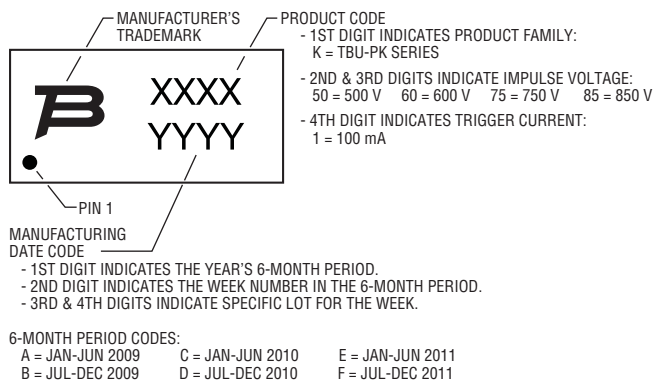 MANUFACTURER'S
TRADEMARK
PRODUCT CODE
- 1ST DIGIT INDICATES PRODUCT FAMILY:
K = TBU-PK SERIES
- 2ND & 3RD DIGITS INDICATE IMPULSE VOLTAGE:
50 = 500 V 60 = 600 V 75 = 750 V 85 = 850 V
- 4TH DIGIT INDICATES TRIGGER CURRENT:
1 = 100 mA
XXXX
YYYY
PIN 1
MANUFACTURING
DATE CODE
- 1ST DIGIT INDICATES THE YEAR'S 6-MONTH PERIOD.
- 2ND DIGIT INDICATES THE WEEK NUMBER IN THE 6-MONTH PERIOD.
- 3RD & 4TH DIGITS INDICATE SPECIFIC LOT FOR THE WEEK.
6-MONTH PERIOD CODES:
A = JAN-JUN 2009 C = JAN-JUN 2010 E = JAN-JUN 2011
B = JUL-DEC 2009 D = JUL-DEC 2010 F = JUL-DEC 2011